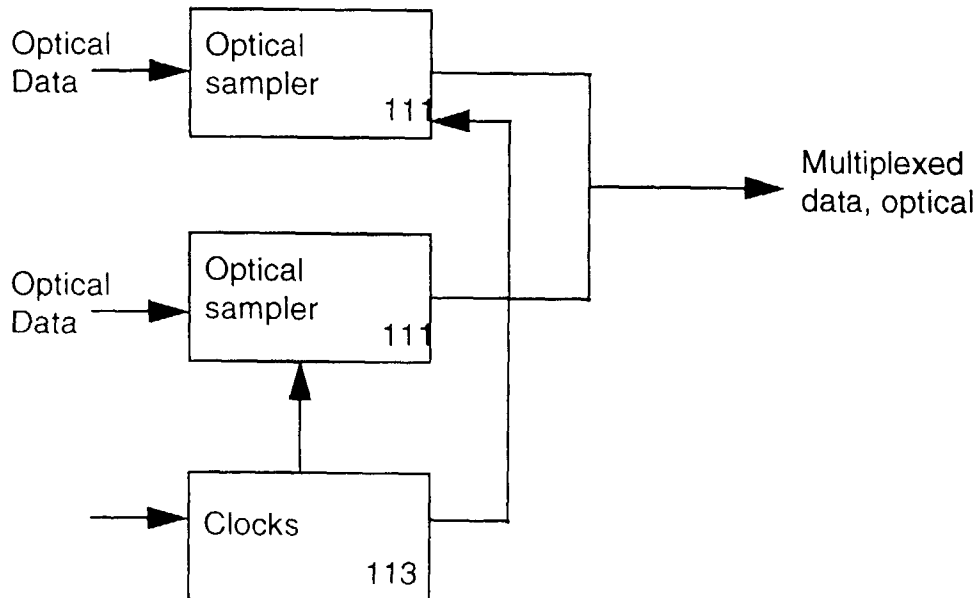 Optical
Data
Optical
sampler
111
Multiplexed
data, optical
Optical
Data
Optical
sampler
111
Clocks
113